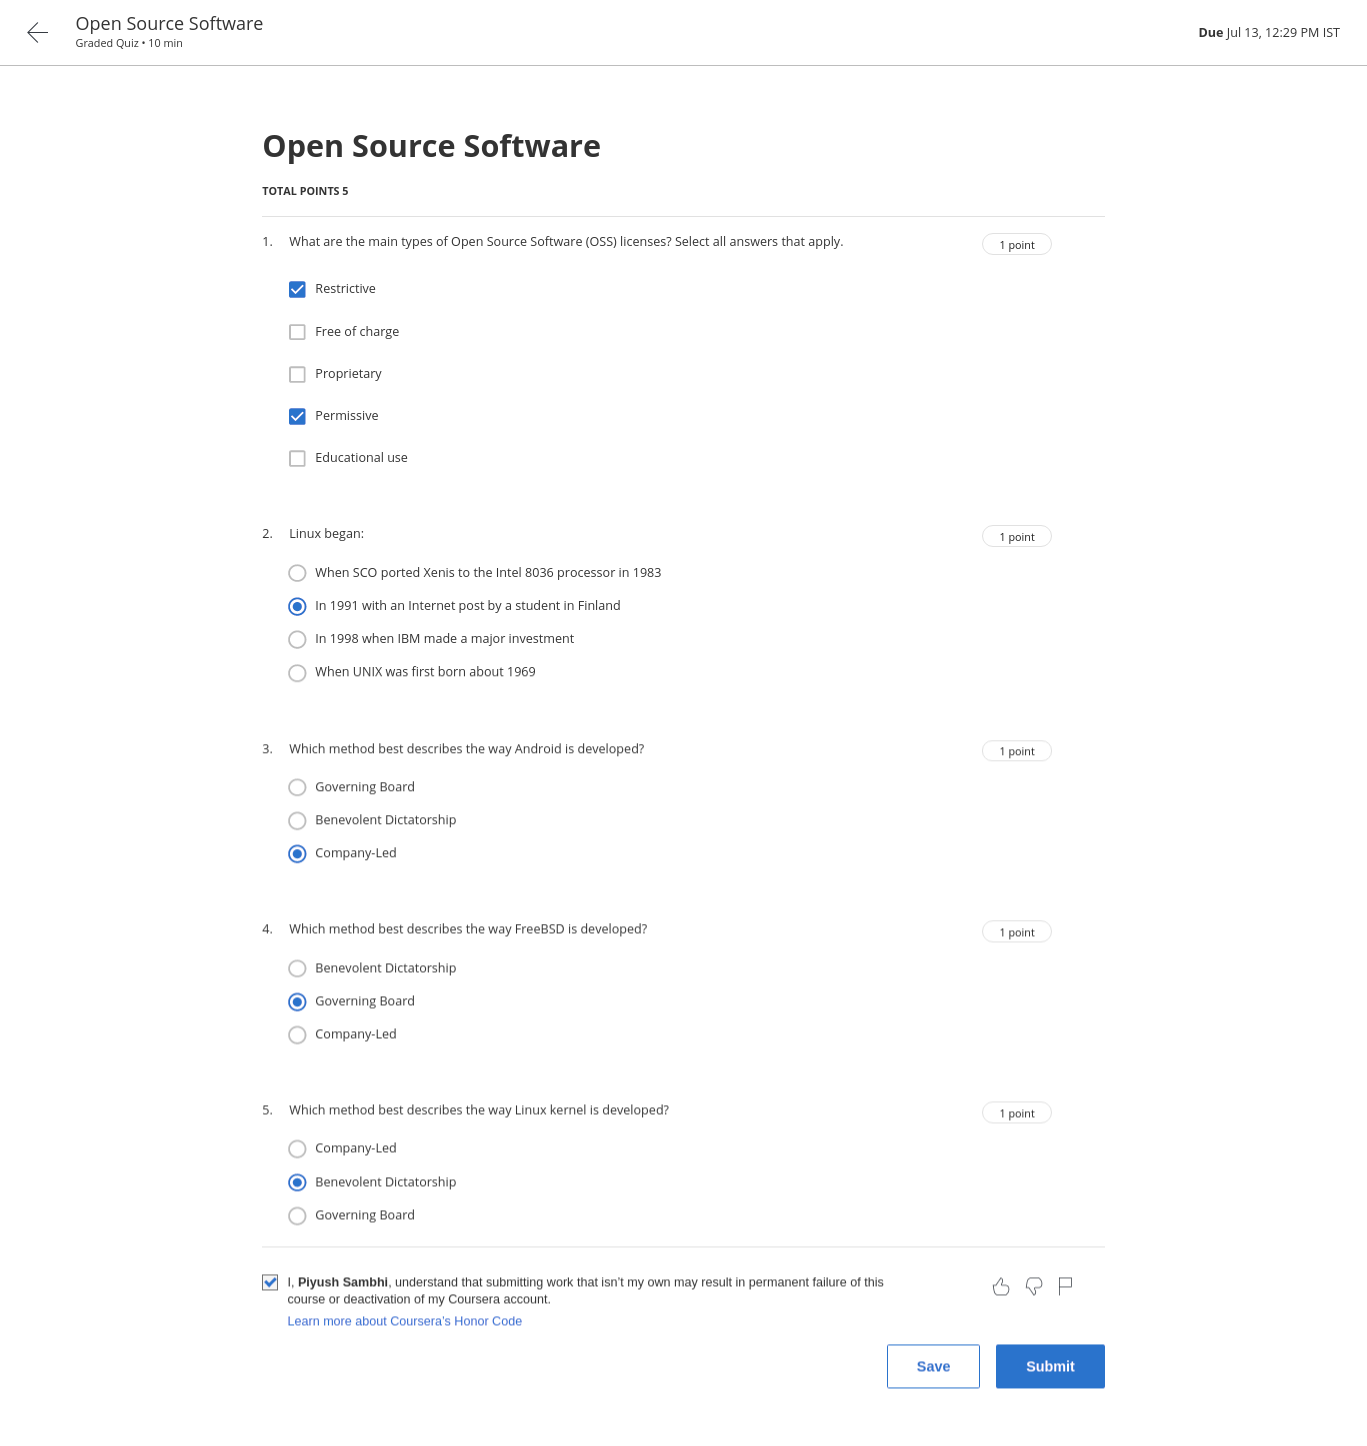 Open Source Software
Graded Quiz • 10 min
Due Jul 13, 12:29 PM IST
Open Source Software
TOTAL POINTS 5
1. What are the main types of Open Source Software (OSS) licenses? Select all answers that apply.
1 point
Restrictive
Free of charge
Proprietary
Permissive
Educational use
2. Linux began:
1 point
When SCO ported Xenis to the Intel 8036 processor in 1983
In 1991 with an Internet post by a student in Finland
In 1998 when IBM made a major investment
When UNIX was first born about 1969
3. Which method best describes the way Android is developed?
1 point
Governing Board
Benevolent Dictatorship
Company-Led
4. Which method best describes the way FreeBSD is developed?
1 point
Benevolent Dictatorship
Governing Board
Company-Led
5. Which method best describes the way Linux kernel is developed?
1 point
Company-Led
Benevolent Dictatorship
Governing Board
I, Piyush Sambhi, understand that submitting work that isn't my own may result in permanent failure of this
course or deactivation of my Coursera account.
Learn more about Coursera's Honor Code
Save
Submit